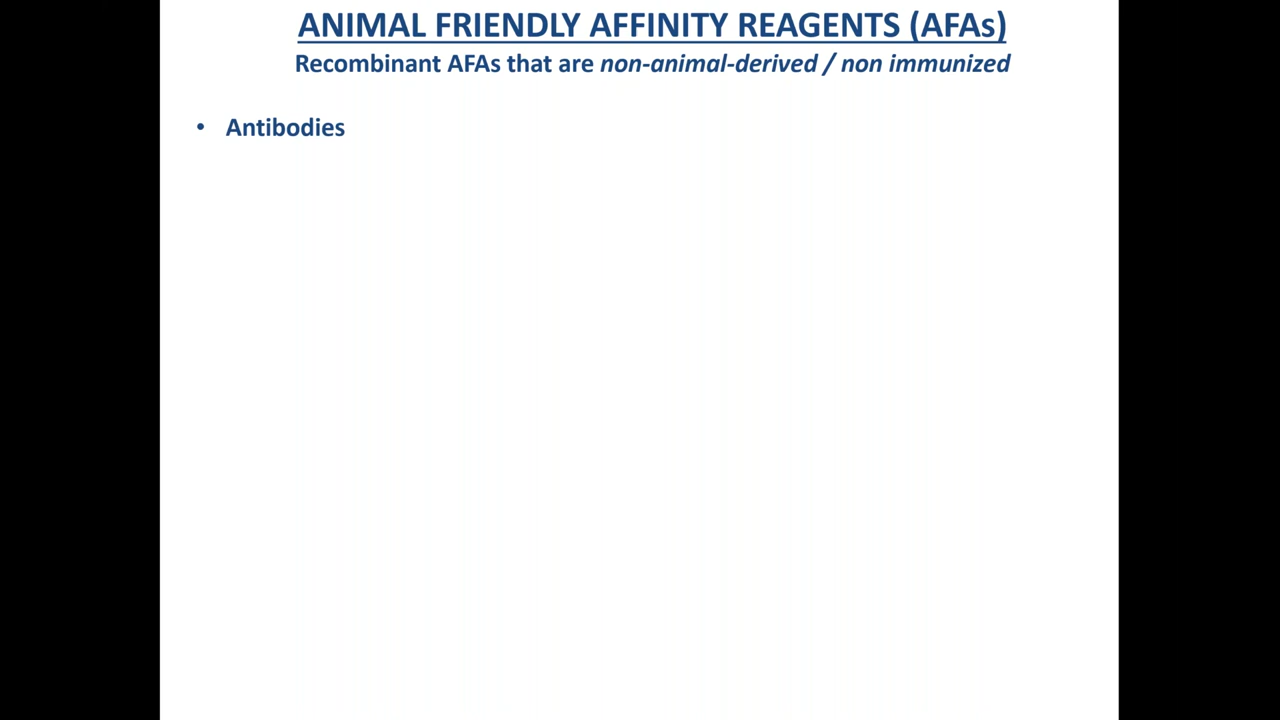 ANIMAL FRIENDLY AFFINITY REAGENTS (AFAs)
Recombinant AFAs that are non-animal-derived / non immunized
• Antibodies